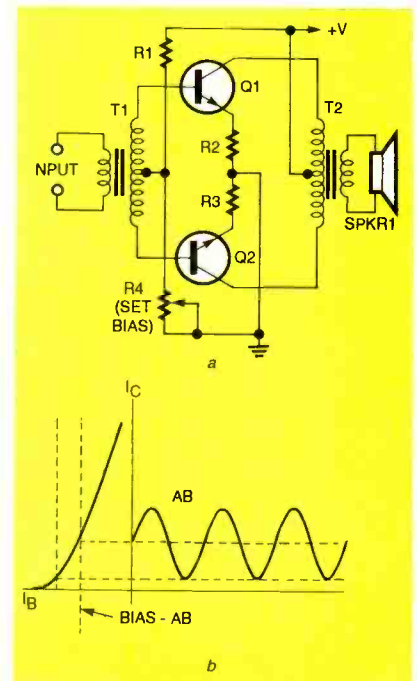 +V
R1
Q1
T1
T2
R2
NPUT
R3
SPKR1
Q2
R4
(SET
BIAS)
a
IC
AB
IB
BIAS - AB
b